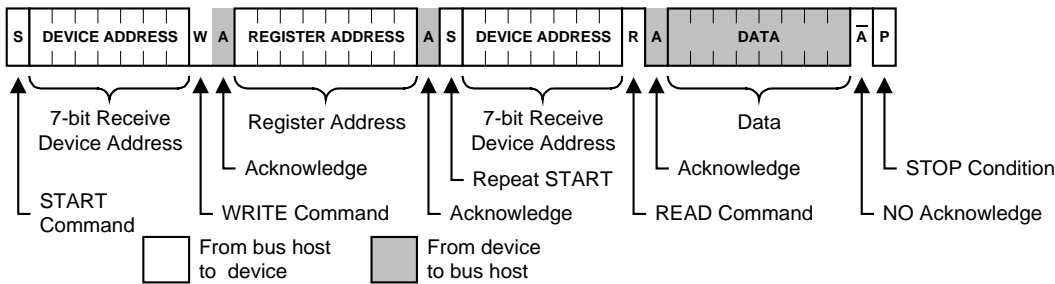 S DEVICE ADDRESS W A REGISTER ADDRESS A S DEVICE ADDRESS R A DATA A̅ P
7-bit Receive
Device Address
Register Address
7-bit Receive
Device Address
Data
Acknowledge
Repeat START
Acknowledge
STOP Condition
START
Command
WRITE Command
Acknowledge
READ Command
NO Acknowledge
From bus host
to device
From device
to bus host